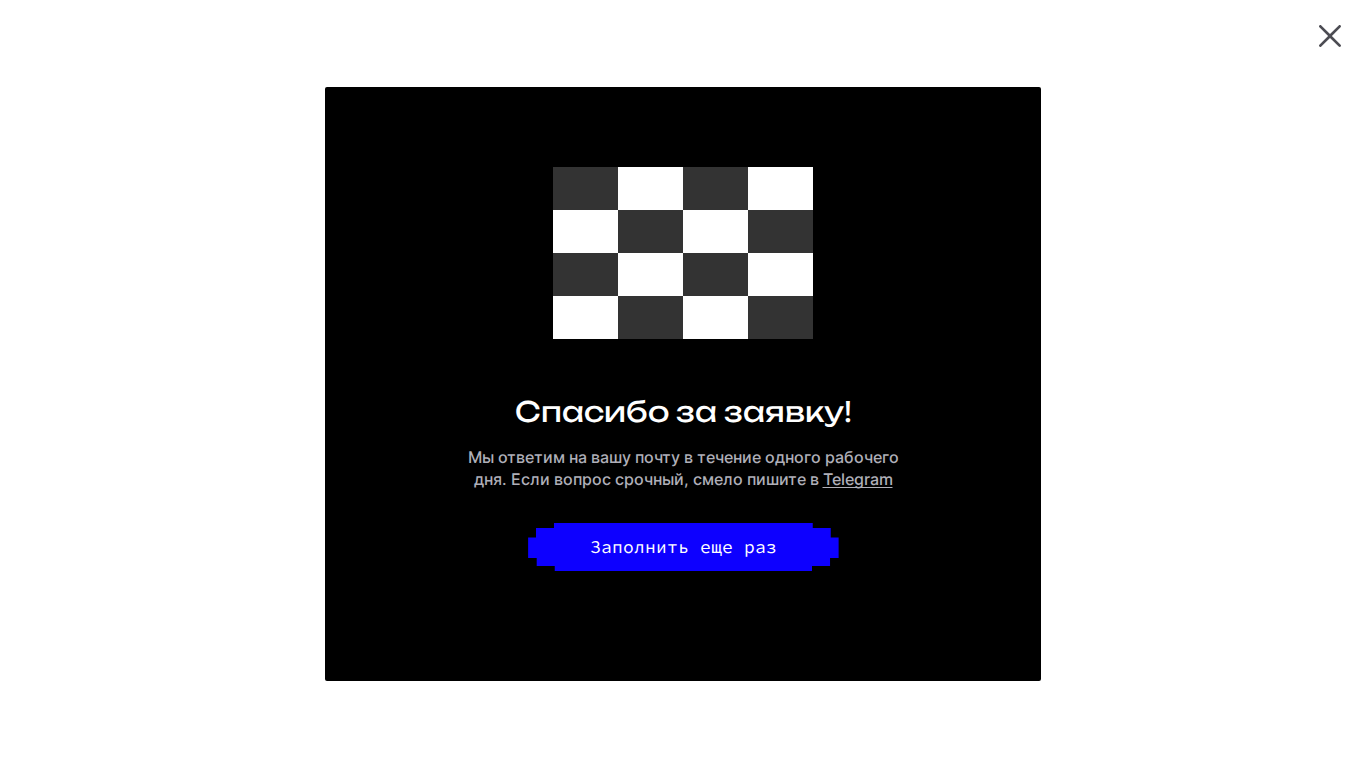 Спасибо за заявку!
Мы ответим на вашу почту в течение одного рабочего
дня. Если вопрос срочный, смело пишите в Telegram
Заполнить еще раз